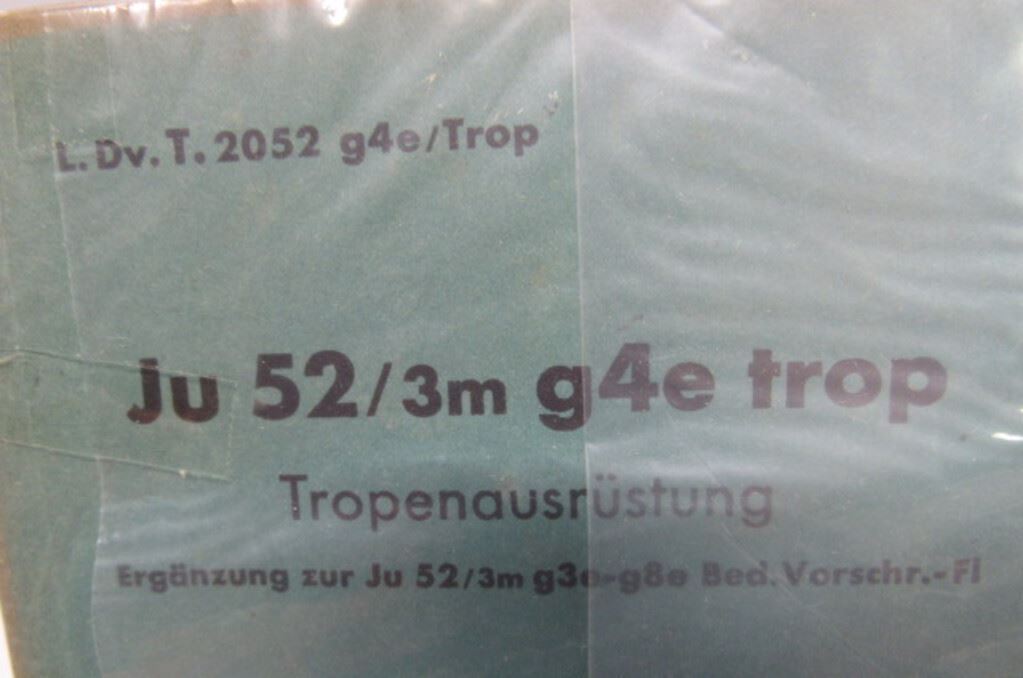 L.Dv.T. 2052 g4e/Trop
Ju 52/3m g4e trop
Tropenausrüstung
Ergänzung zur Ju 52/3m g3e-g8e Bed.Vorschr.-Fl